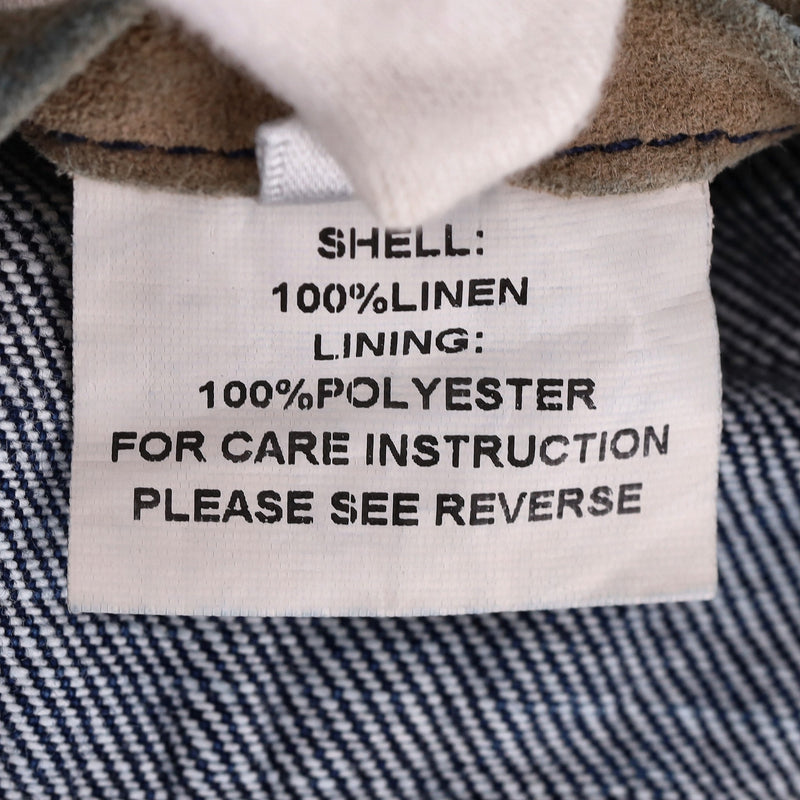 SHELL:
100%LINEN
LINING:
100%POLYESTER
FOR CARE INSTRUCTION
PLEASE SEE REVERSE